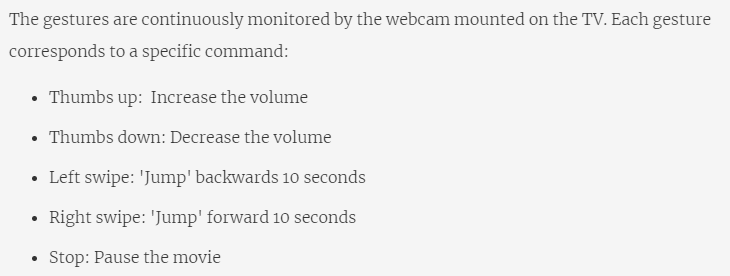 The gestures are continuously monitored by the webcam mounted on the TV. Each gesture
corresponds to a specific command:
• Thumbs up:  Increase the volume
• Thumbs down: Decrease the volume
• Left swipe: 'Jump' backwards 10 seconds
• Right swipe: 'Jump' forward 10 seconds
• Stop: Pause the movie